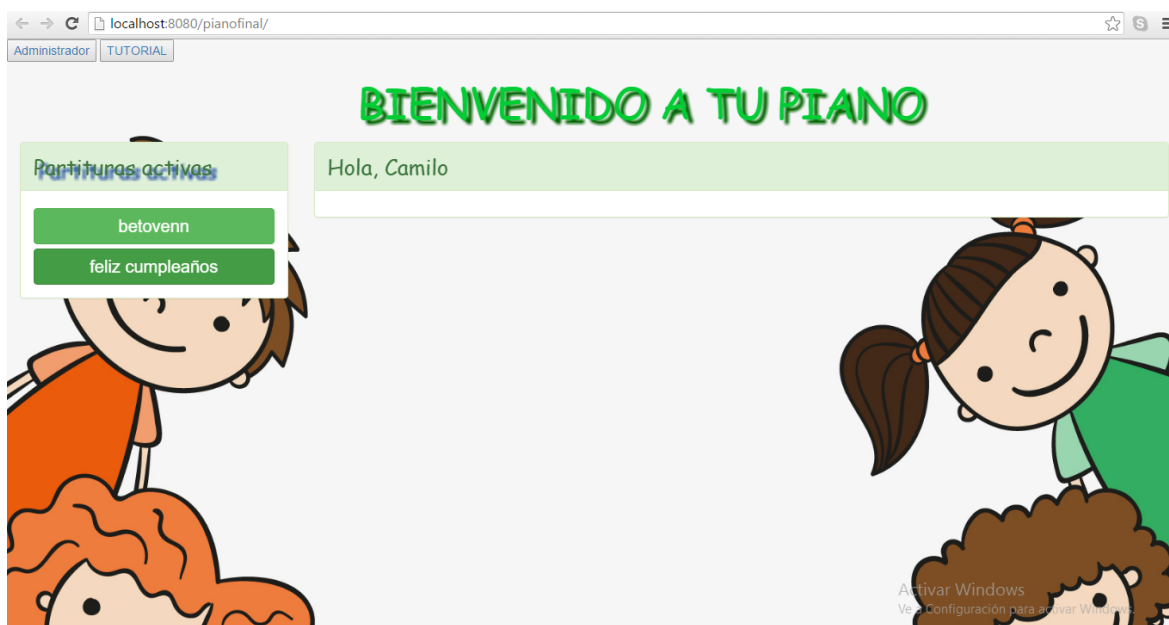 localhost:8080/pianofinal/
Administrador TUTORIAL
BIENVENIDO A TU PIANO
Partituras activas
Hola, Camilo
betovenn
feliz cumpleaños
Activar Windows
Ve a Configuración para activar Windows.